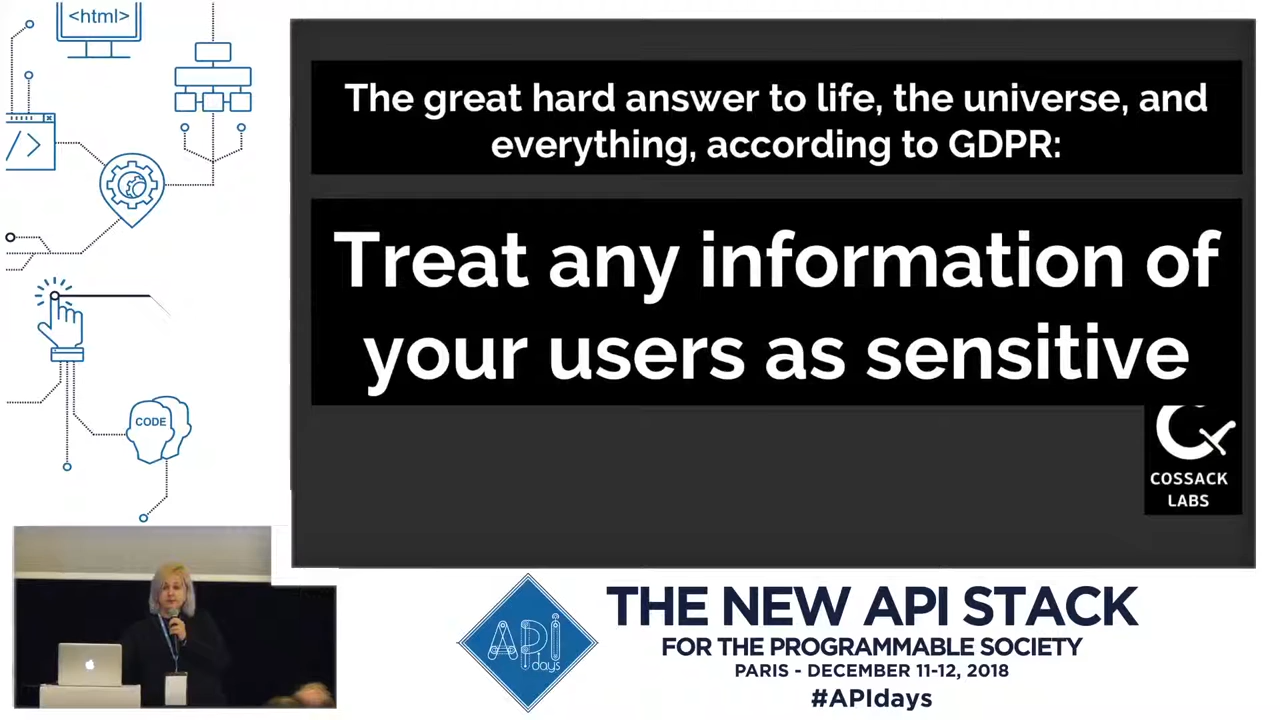 <html>
</>
CODE
The great hard answer to life, the universe, and
everything, according to GDPR:
Treat any information of
your users as sensitive
COSSACK
LABS
API
days
THE NEW API STACK
FOR THE PROGRAMMABLE SOCIETY
PARIS - DECEMBER 11-12, 2018
#APIdays